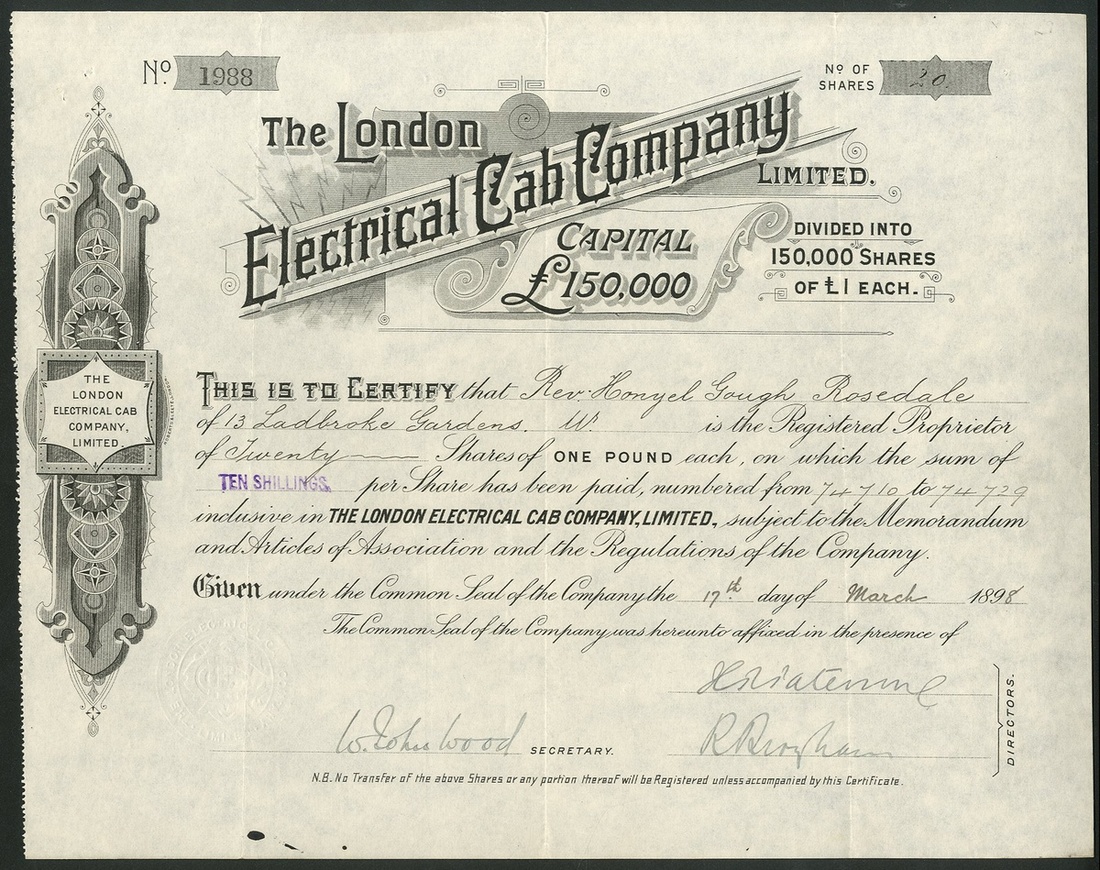 No. 1988
No OF SHARES 20.
The London
Electrical Cab Company
LIMITED.
CAPITAL
£150,000
DIVIDED INTO
150,000 SHARES
OF £1 EACH.
THE
LONDON
ELECTRICAL CAB
COMPANY,
LIMITED.
THIS IS TO CERTIFY that Rev. Honyel Gough Rosedale
of 13 Ladbroke Gardens. W. is the Registered Proprietor
of Twenty Shares of ONE POUND each, on which the sum of
TEN SHILLINGS, per Share has been paid, numbered from 74710 to 74729
inclusive in THE LONDON ELECTRICAL CAB COMPANY, LIMITED, subject to the Memorandum
and Articles of Association and the Regulations of the Company.
Given under the Common Seal of the Company the 17th day of March 1898
The Common Seal of the Company was hereunto affixed in the presence of
W. John Wood SECRETARY.
DIRECTORS.
N.B. No Transfer of the above Shares or any portion thereof will be Registered unless accompanied by this Certificate.